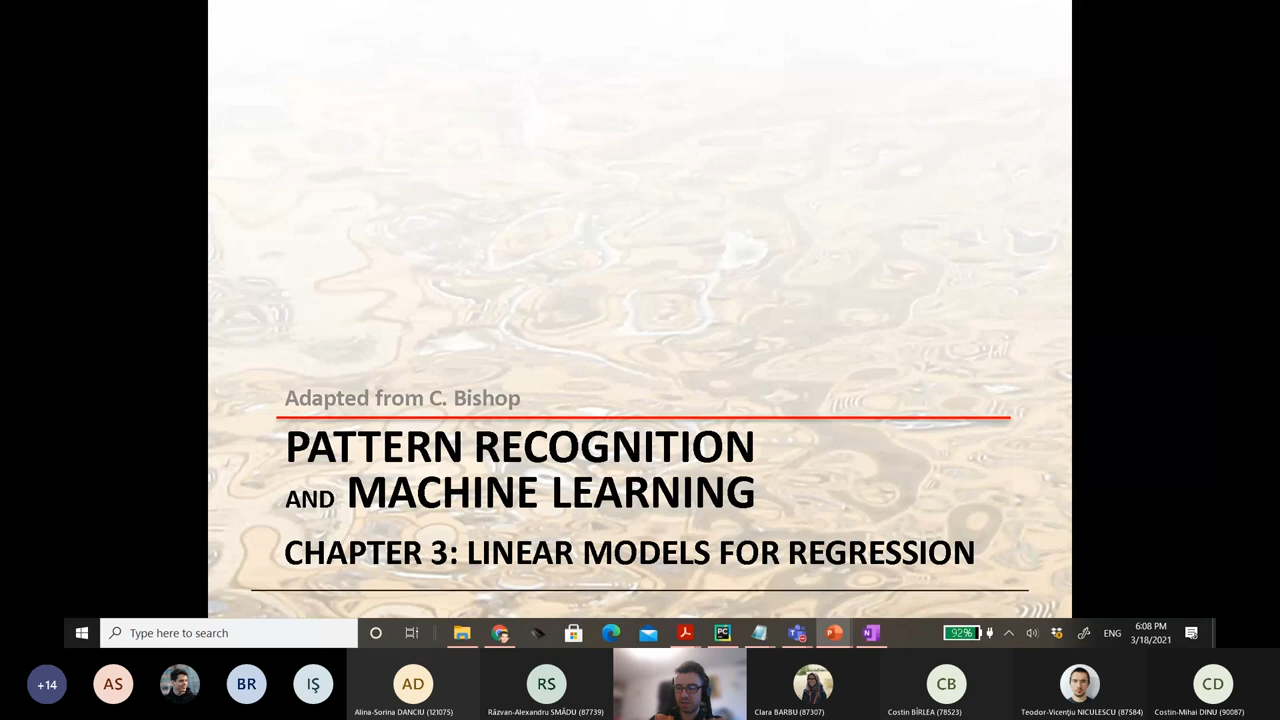 Adapted from C. Bishop
PATTERN RECOGNITION
AND MACHINE LEARNING
CHAPTER 3: LINEAR MODELS FOR REGRESSION
Type here to search
92%
ENG
6:08 PM
3/18/2021
+14
AS
BR
IȘ
AD
RS
CB
CD
Alina-Sorina DANCIU (121075)
Răzvan-Alexandru SMĂDU (87739)
Clara BARBU (87307)
Costin BÎRLEA (78523)
Teodor-Vicențiu NICULESCU (87584)
Costin-Mihai DINU (90087)